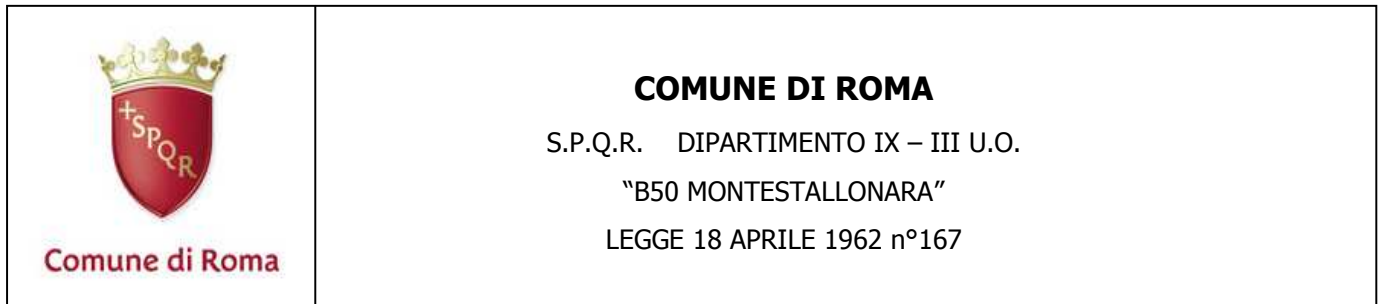 +SPQR
Comune di Roma
COMUNE DI ROMA
S.P.Q.R. DIPARTIMENTO IX – III U.O.
“B50 MONTESTALLONARA”
LEGGE 18 APRILE 1962 n°167